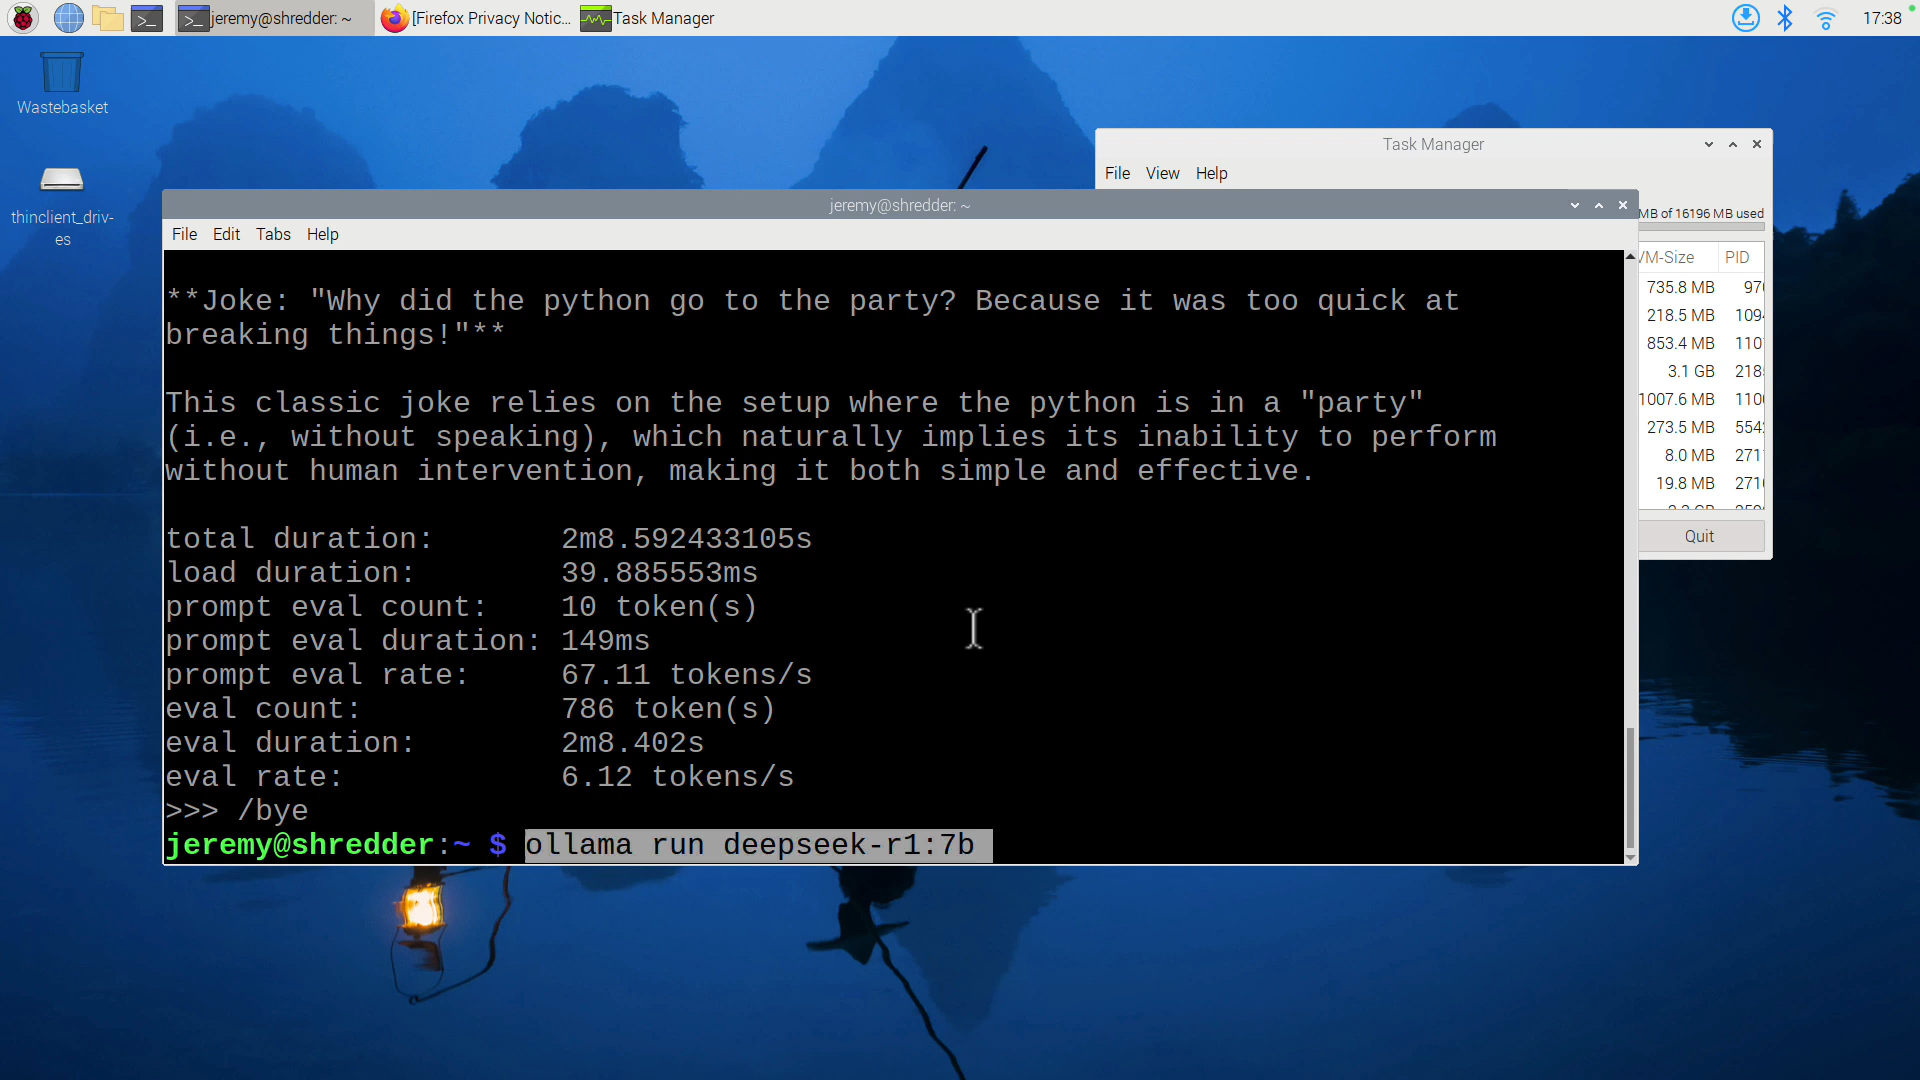 jeremy@shredder: ~
[Firefox Privacy Notic...
Task Manager
17:38
Wastebasket
thinclient_driv-
es
Task Manager
File View Help
MB of 16196 MB used
VM-Size PID
735.8 MB
218.5 MB
853.4 MB
3.1 GB
1007.6 MB
273.5 MB
8.0 MB
19.8 MB
Quit
jeremy@shredder: ~
File Edit Tabs Help
**Joke: "Why did the python go to the party? Because it was too quick at
breaking things!"**
This classic joke relies on the setup where the python is in a "party"
(i.e., without speaking), which naturally implies its inability to perform
without human intervention, making it both simple and effective.
total duration: 2m8.592433105s
load duration: 39.885553ms
prompt eval count: 10 token(s)
prompt eval duration: 149ms
prompt eval rate: 67.11 tokens/s
eval count: 786 token(s)
eval duration: 2m8.402s
eval rate: 6.12 tokens/s
>>> /bye
jeremy@shredder:~ $ ollama run deepseek-r1:7b